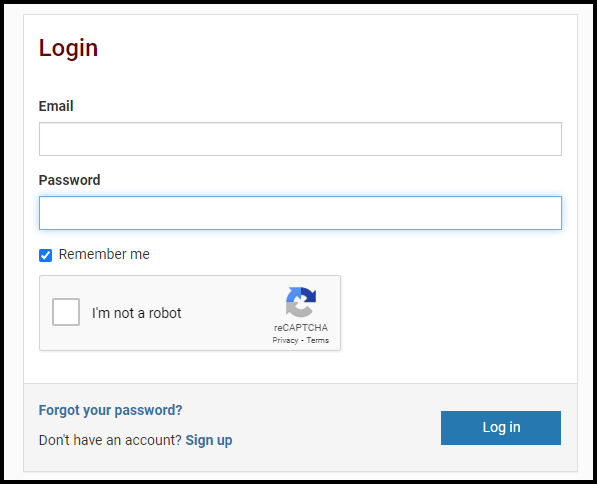 Login
Email
Password
Remember me
I'm not a robot
reCAPTCHA
Privacy - Terms
Forgot your password?
Don't have an account? Sign up
Log in